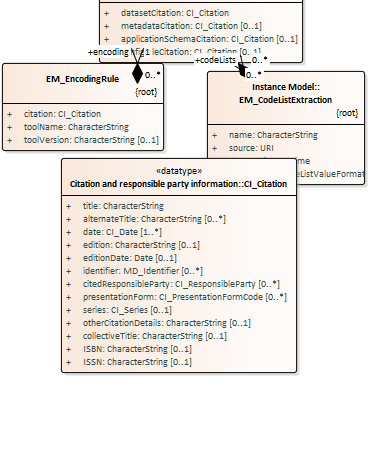 + datasetCitation: CI_Citation
+ metadataCitation: CI_Citation [0..1]
+ applicationSchemaCitation: CI_Citation [0..1]
leCitation: CI_Citation [0..1]
+encoding
+codeLists
0..*
0..*
0..*
EM_EncodingRule
{root}
+ citation: CI_Citation
+ toolName: CharacterString
+ toolVersion: CharacterString [0..1]
Instance Model::
EM_CodeListExtraction
{root}
+ name: CharacterString
+ source: URI
eListValueFormat
«datatype»
Citation and responsible party information::CI_Citation
+ title: CharacterString
+ alternateTitle: CharacterString [0..*]
+ date: CI_Date [1..*]
+ edition: CharacterString [0..1]
+ editionDate: Date [0..1]
+ identifier: MD_Identifier [0..*]
+ citedResponsibleParty: CI_ResponsibleParty [0..*]
+ presentationForm: CI_PresentationFormCode [0..*]
+ series: CI_Series [0..1]
+ otherCitationDetails: CharacterString [0..1]
+ collectiveTitle: CharacterString [0..1]
+ ISBN: CharacterString [0..1]
+ ISSN: CharacterString [0..1]